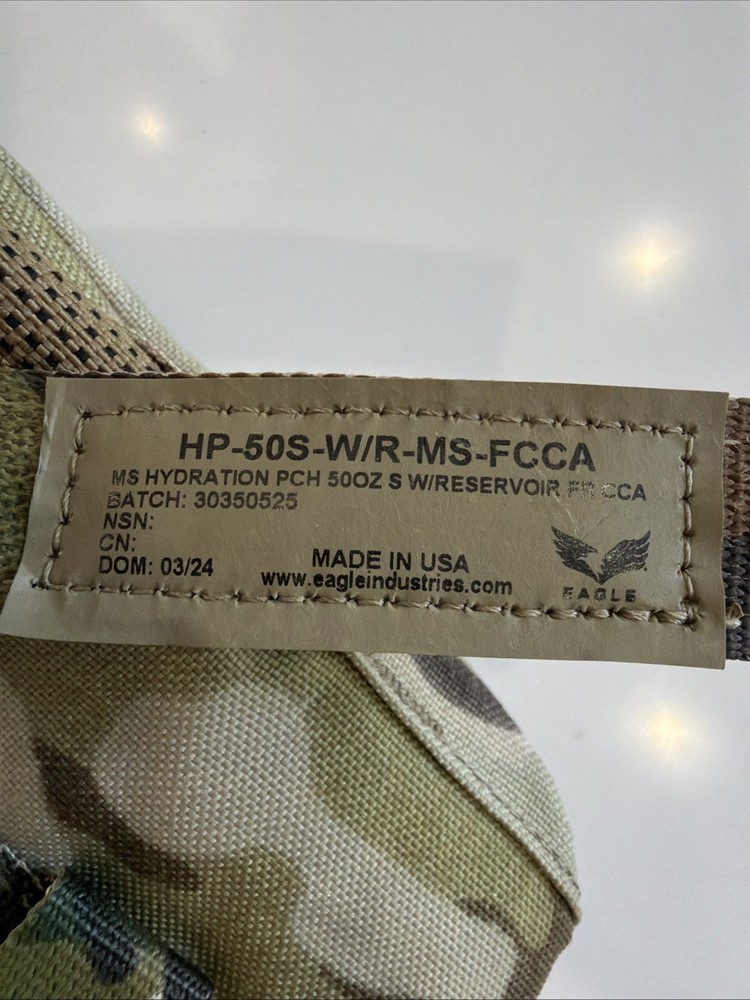 HP-50S-W/R-MS-FCCA
MS HYDRATION PCH 50OZ S W/RESERVOIR FR CCA
BATCH: 30350525
NSN:
CN:
DOM: 03/24
MADE IN USA
www.eagleindustries.com
EAGLE